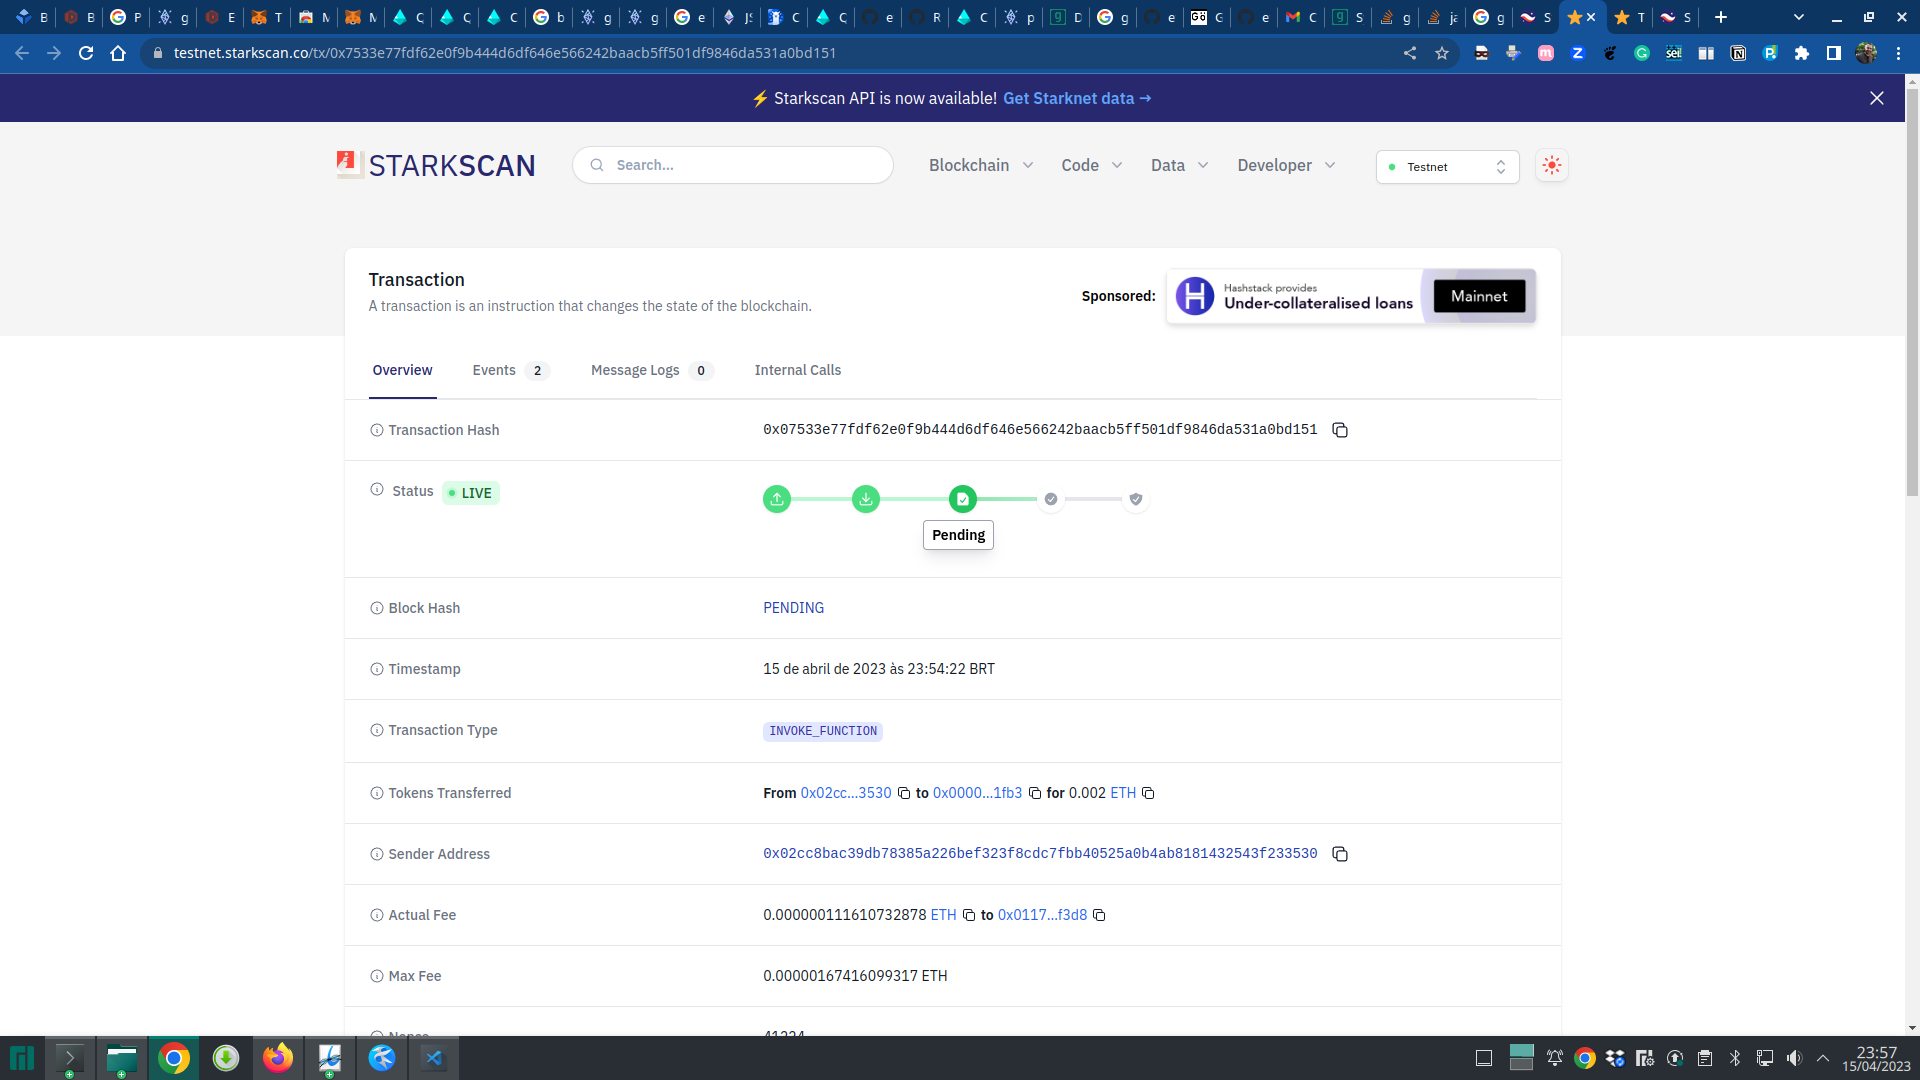 B
B
P
g
E
T
M
M
C
C
C
b
g
g
e
JS
C
C
e
R
C
p
D
g
e
G
e
C
S
g
ja
g
S
T
S
testnet.starkscan.co/tx/0x7533e77fdf62e0f9b444d6df646e566242baacb5ff501df9846da531a0bd151
⚡ Starkscan API is now available! Get Starknet data →
STARKSCAN
Search...
Blockchain
Code
Data
Developer
Testnet
Transaction
A transaction is an instruction that changes the state of the blockchain.
Sponsored:
Hashstack provides
Under-collateralised loans
Mainnet
Overview
Events 2
Message Logs 0
Internal Calls
Transaction Hash
0x07533e77fdf62e0f9b444d6df646e566242baacb5ff501df9846da531a0bd151
Status LIVE
Pending
Block Hash
PENDING
Timestamp
15 de abril de 2023 às 23:54:22 BRT
Transaction Type
INVOKE_FUNCTION
Tokens Transferred
From 0x02cc...3530 to 0x0000...1fb3 for 0.002 ETH
Sender Address
0x02cc8bac39db78385a226bef323f8cdc7fbb40525a0b4ab8181432543f233530
Actual Fee
0.000000111610732878 ETH to 0x0117...f3d8
Max Fee
0.00000167416099317 ETH
Nonce
23:57
15/04/2023